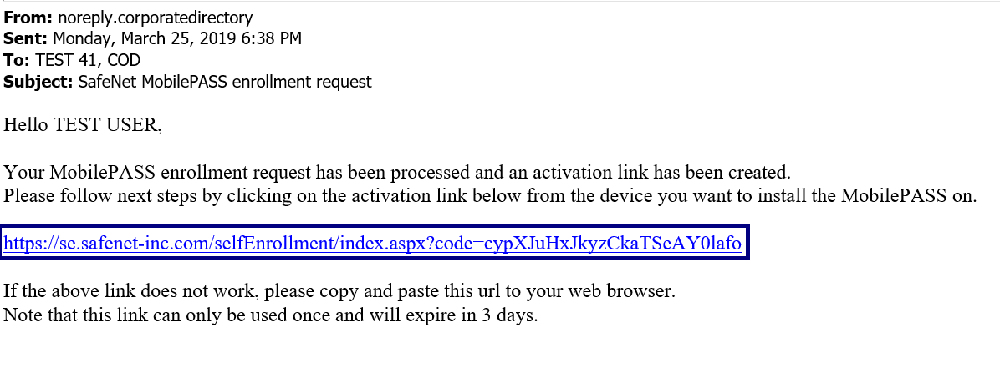 From: noreply.corporatedirectory
Sent: Monday, March 25, 2019 6:38 PM
To: TEST 41, COD
Subject: SafeNet MobilePASS enrollment request
Hello TEST USER,
Your MobilePASS enrollment request has been processed and an activation link has been created.
Please follow next steps by clicking on the activation link below from the device you want to install the MobilePASS on.
https://se.safenet-inc.com/selfEnrollment/index.aspx?code=cypXJuHxJkyzCkaTSeAY0lafo
If the above link does not work, please copy and paste this url to your web browser.
Note that this link can only be used once and will expire in 3 days.